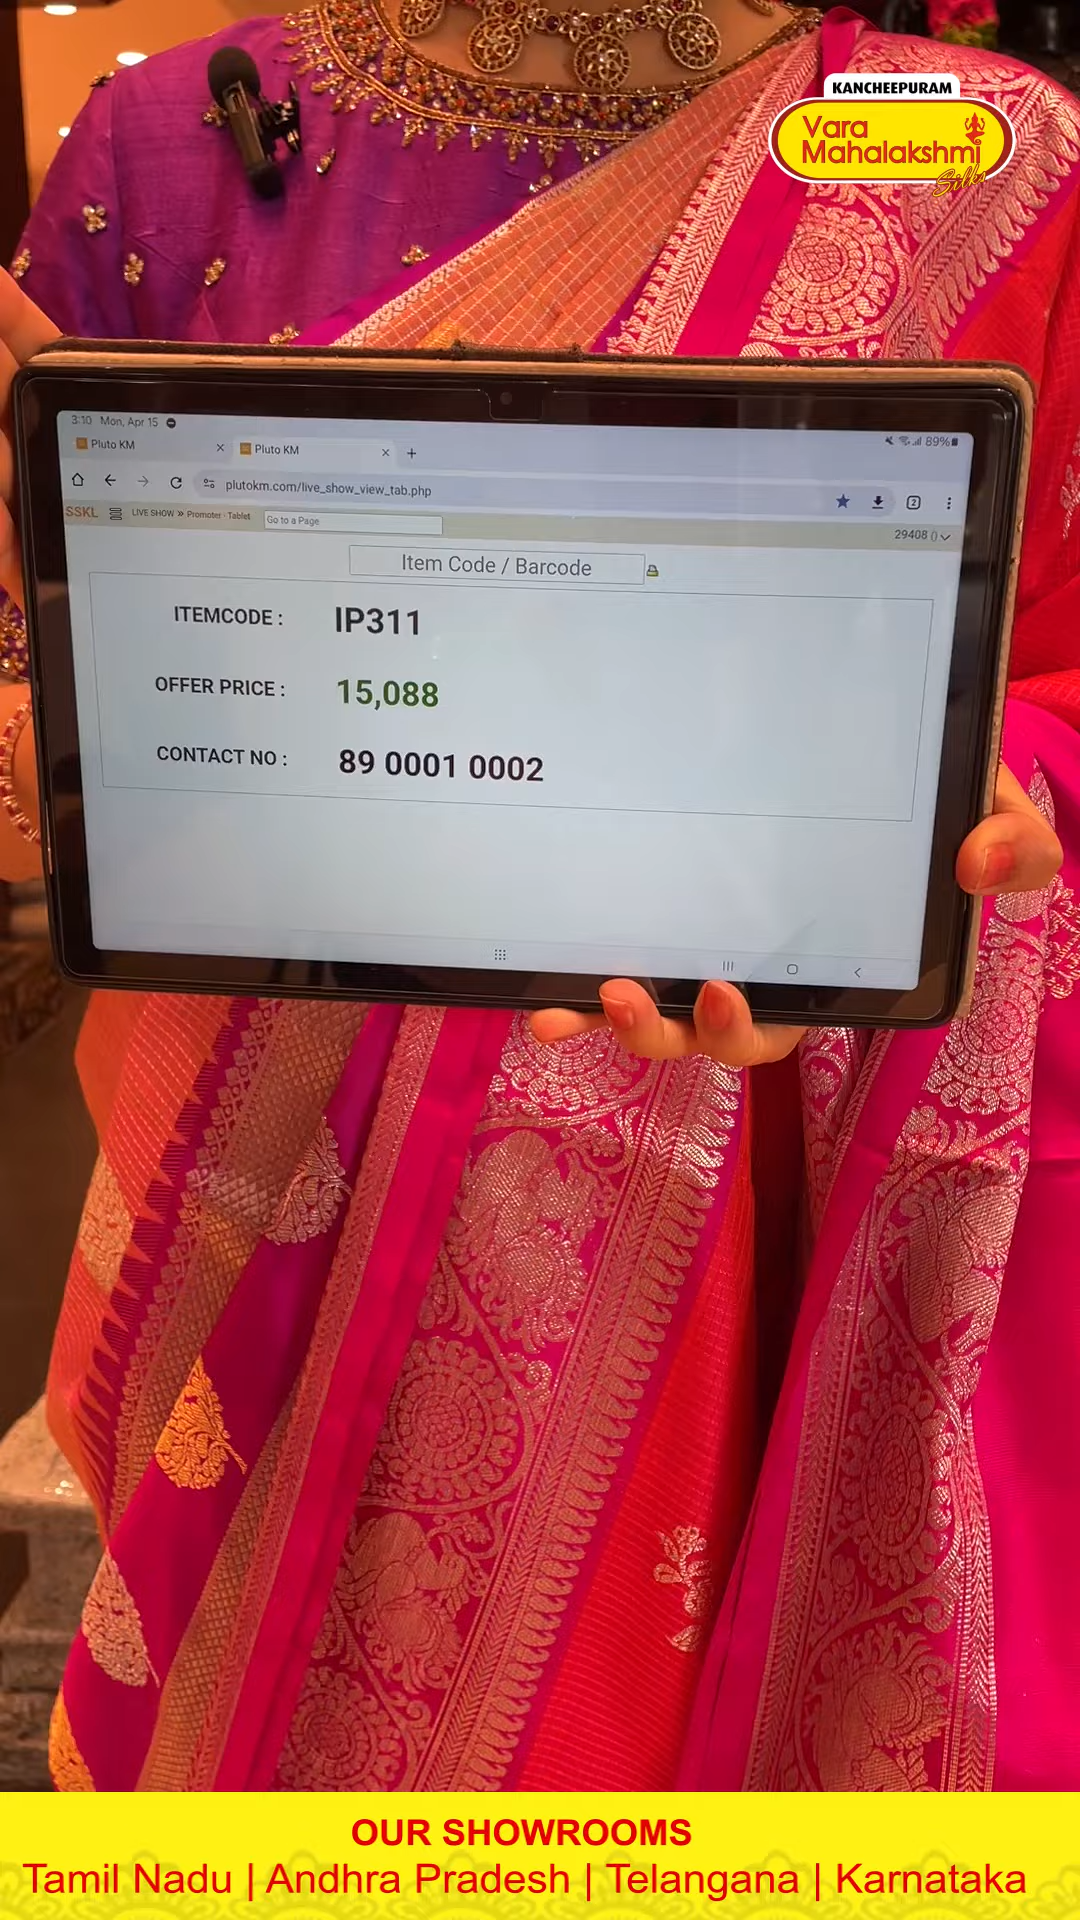 KANCHEEPURAM
Vara
Mahalakshmi
Silks
3:10 Mon, Apr 15
89%
Pluto KM
Pluto KM
plutokm.com/live_show_view_tab.php
2
SSKL
LIVE SHOW » Promoter - Tablet
Go to a Page
29408 ()
Item Code / Barcode
ITEMCODE : IP311
OFFER PRICE : 15,088
CONTACT NO : 89 0001 0002
OUR SHOWROOMS
Tamil Nadu | Andhra Pradesh | Telangana | Karnataka